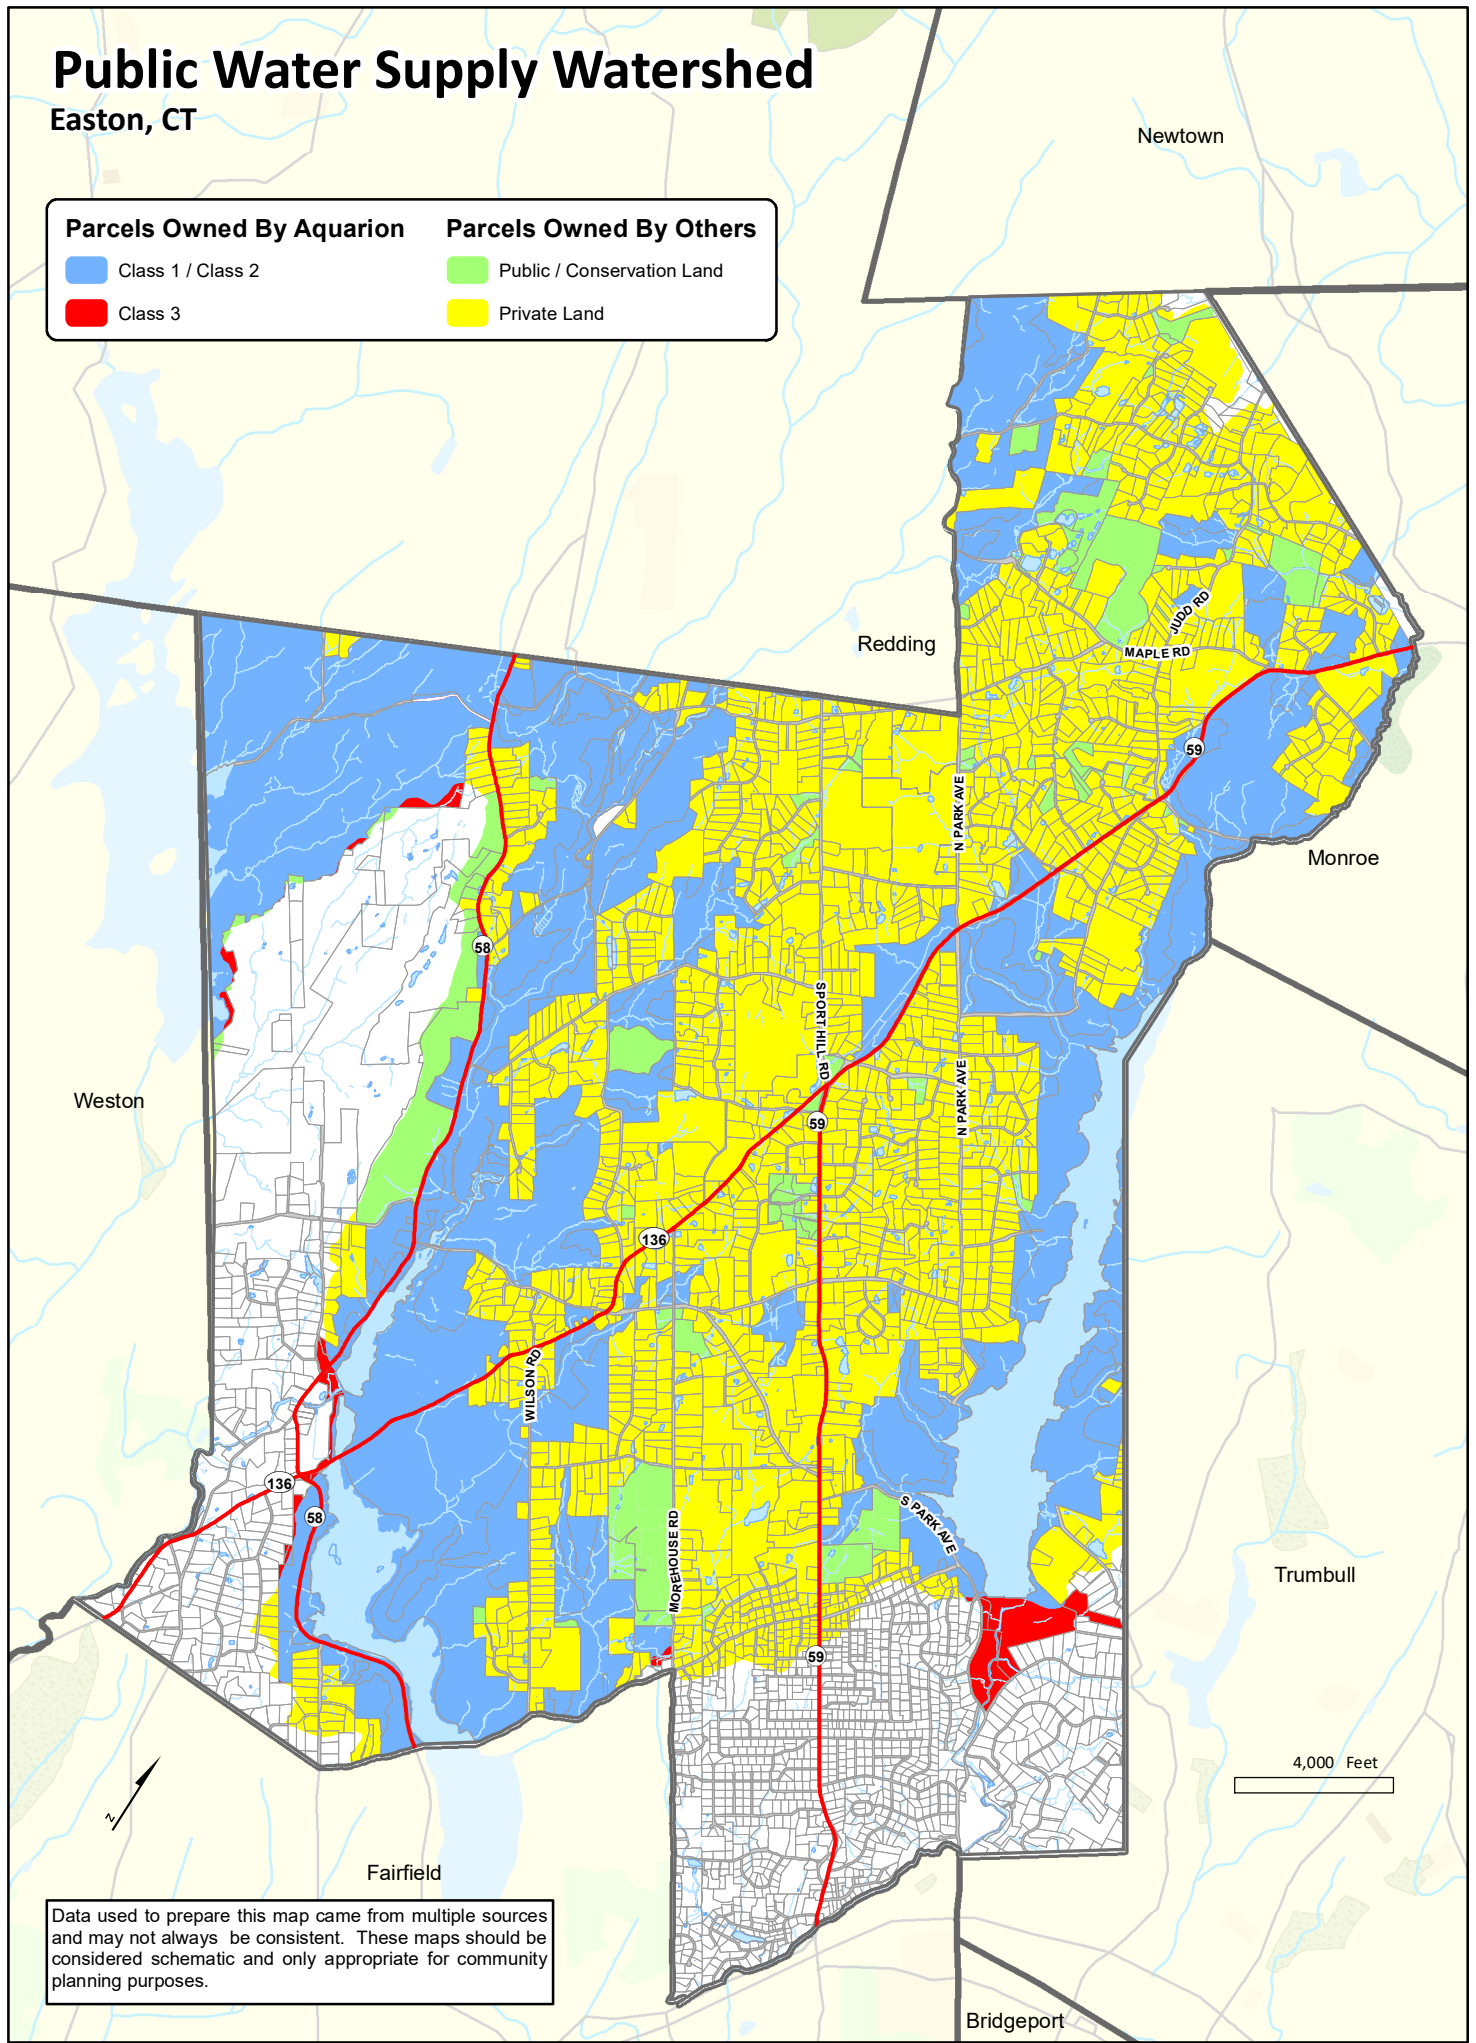 Public Water Supply Watershed
Easton, CT
Newtown
Parcels Owned By Aquarion
Parcels Owned By Others
Class 1 / Class 2
Public / Conservation Land
Class 3
Private Land
JUDD RD
Redding
MAPLE RD
59
N PARK AVE
Monroe
58
SPORT HILL RD
Weston
N PARK AVE
59
136
WILSON RD
136
58
S PARK AVE
MOREHOUSE RD
Trumbull
59
4,000 Feet
N
Fairfield
Data used to prepare this map came from multiple sources
and may not always be consistent. These maps should be
considered schematic and only appropriate for community
planning purposes.
Bridgeport